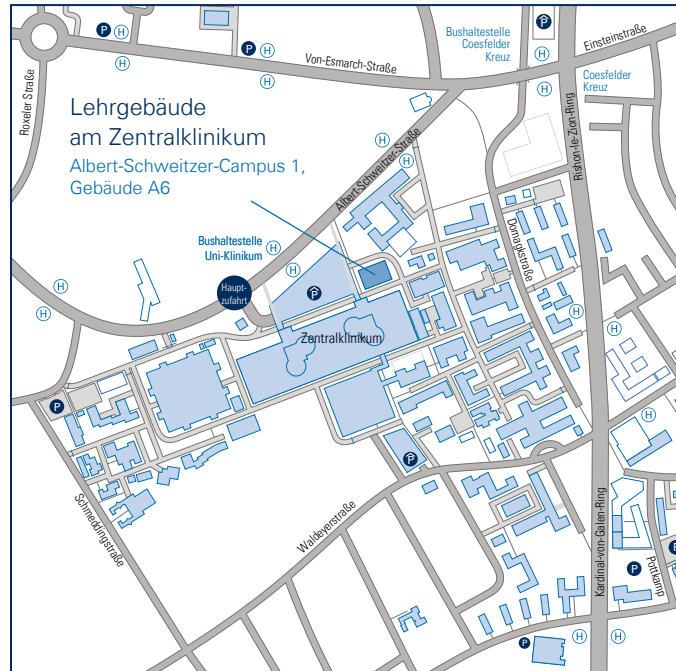 P
H
H
P
H
H
Von-Esmarch-Straße
Roxeler Straße
P
Bushaltestelle
Coesfelder
Kreuz
H
H
Einsteinstraße
Coesfelder
Kreuz
H
H
Rishon-le-Zion-Ring
Lehrgebäude
am Zentralklinikum
Albert-Schweitzer-Campus 1,
Gebäude A6
Albert-Schweitzer-Straße
H
H
Domagkstraße
Bushaltestelle
Uni-Klinikum
H
H
Haupt-
zufahrt
P
Zentralklinikum
H
H
H
H
P
H
P
Schmeddingstraße
Waldeyerstraße
Kardinal-von-Galen-Ring
Pottkamp
P
P
P
H
H